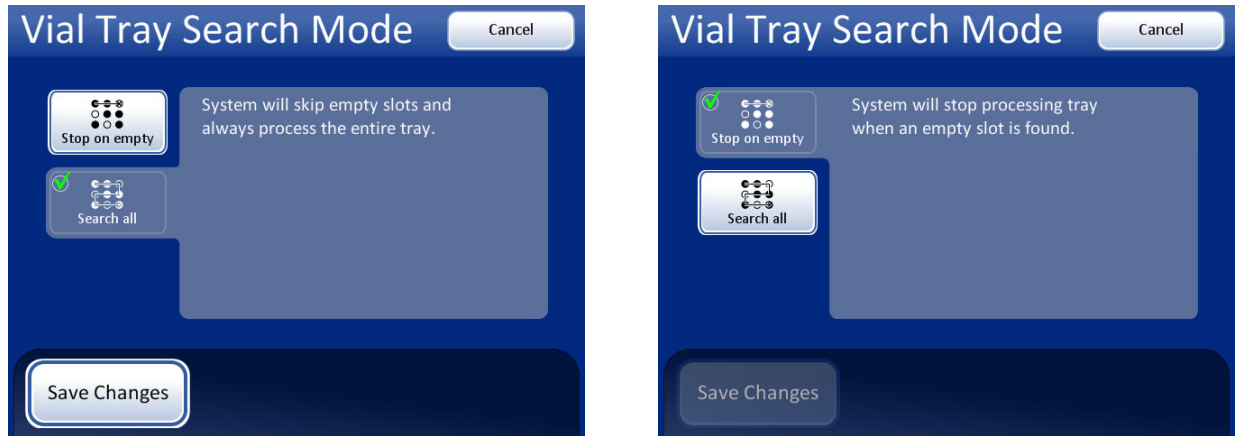 Vial Tray Search Mode
Cancel
Stop on empty
System will skip empty slots and
always process the entire tray.
Search all
Save Changes
Vial Tray Search Mode
Cancel
Stop on empty
System will stop processing tray
when an empty slot is found.
Search all
Save Changes